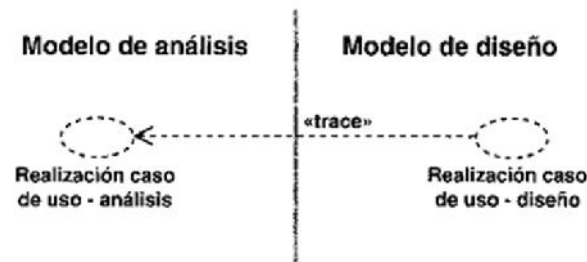 Modelo de análisis
Modelo de diseño
«trace»
Realización caso
de uso - análisis
Realización caso
de uso - diseño